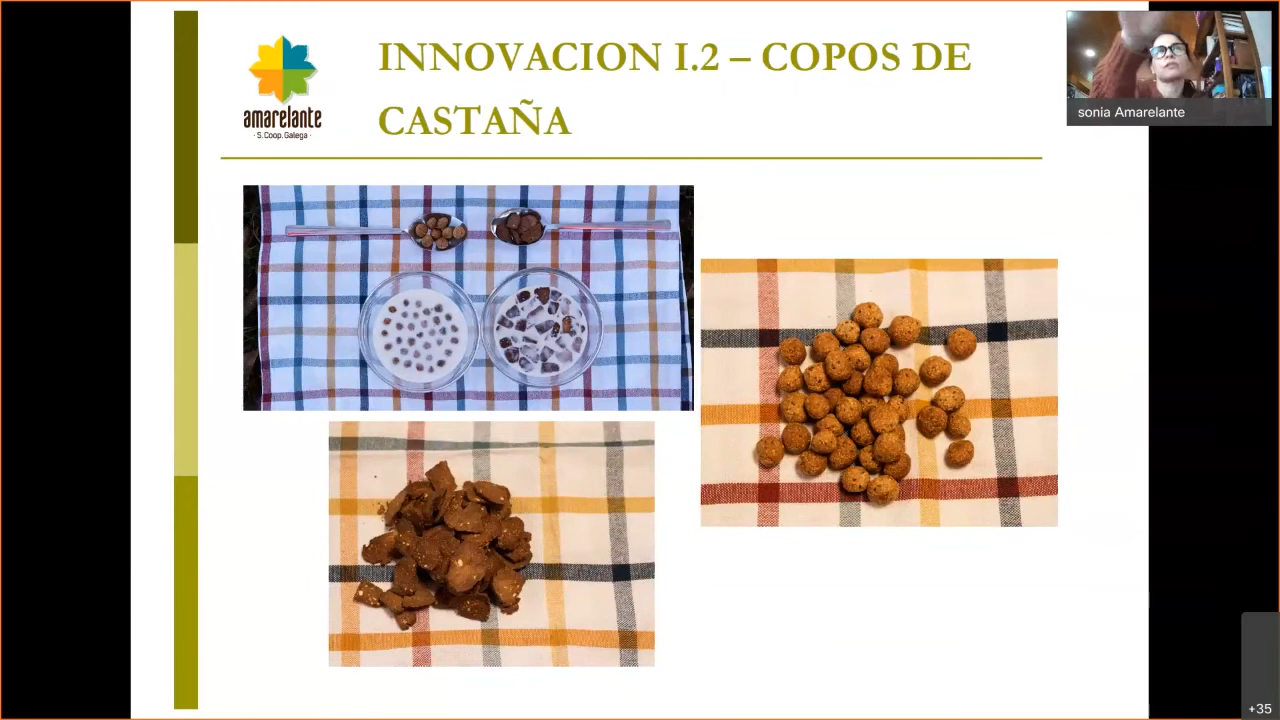 INNOVACION I.2 – COPOS DE
CASTAÑA
amarelante
· S.Coop.Galega ·
sonia Amarelante
+35